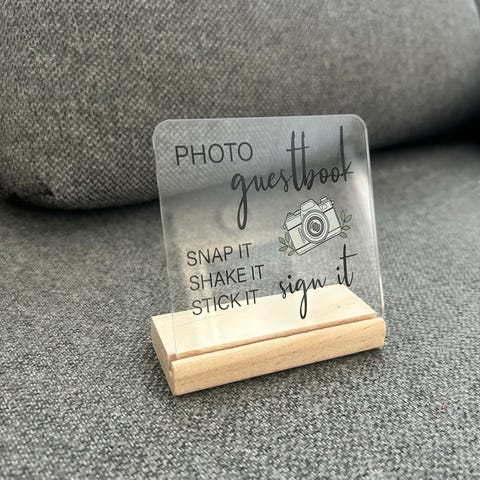 PHOTO
guestbook
SNAP IT
SHAKE IT
STICK IT
sign it